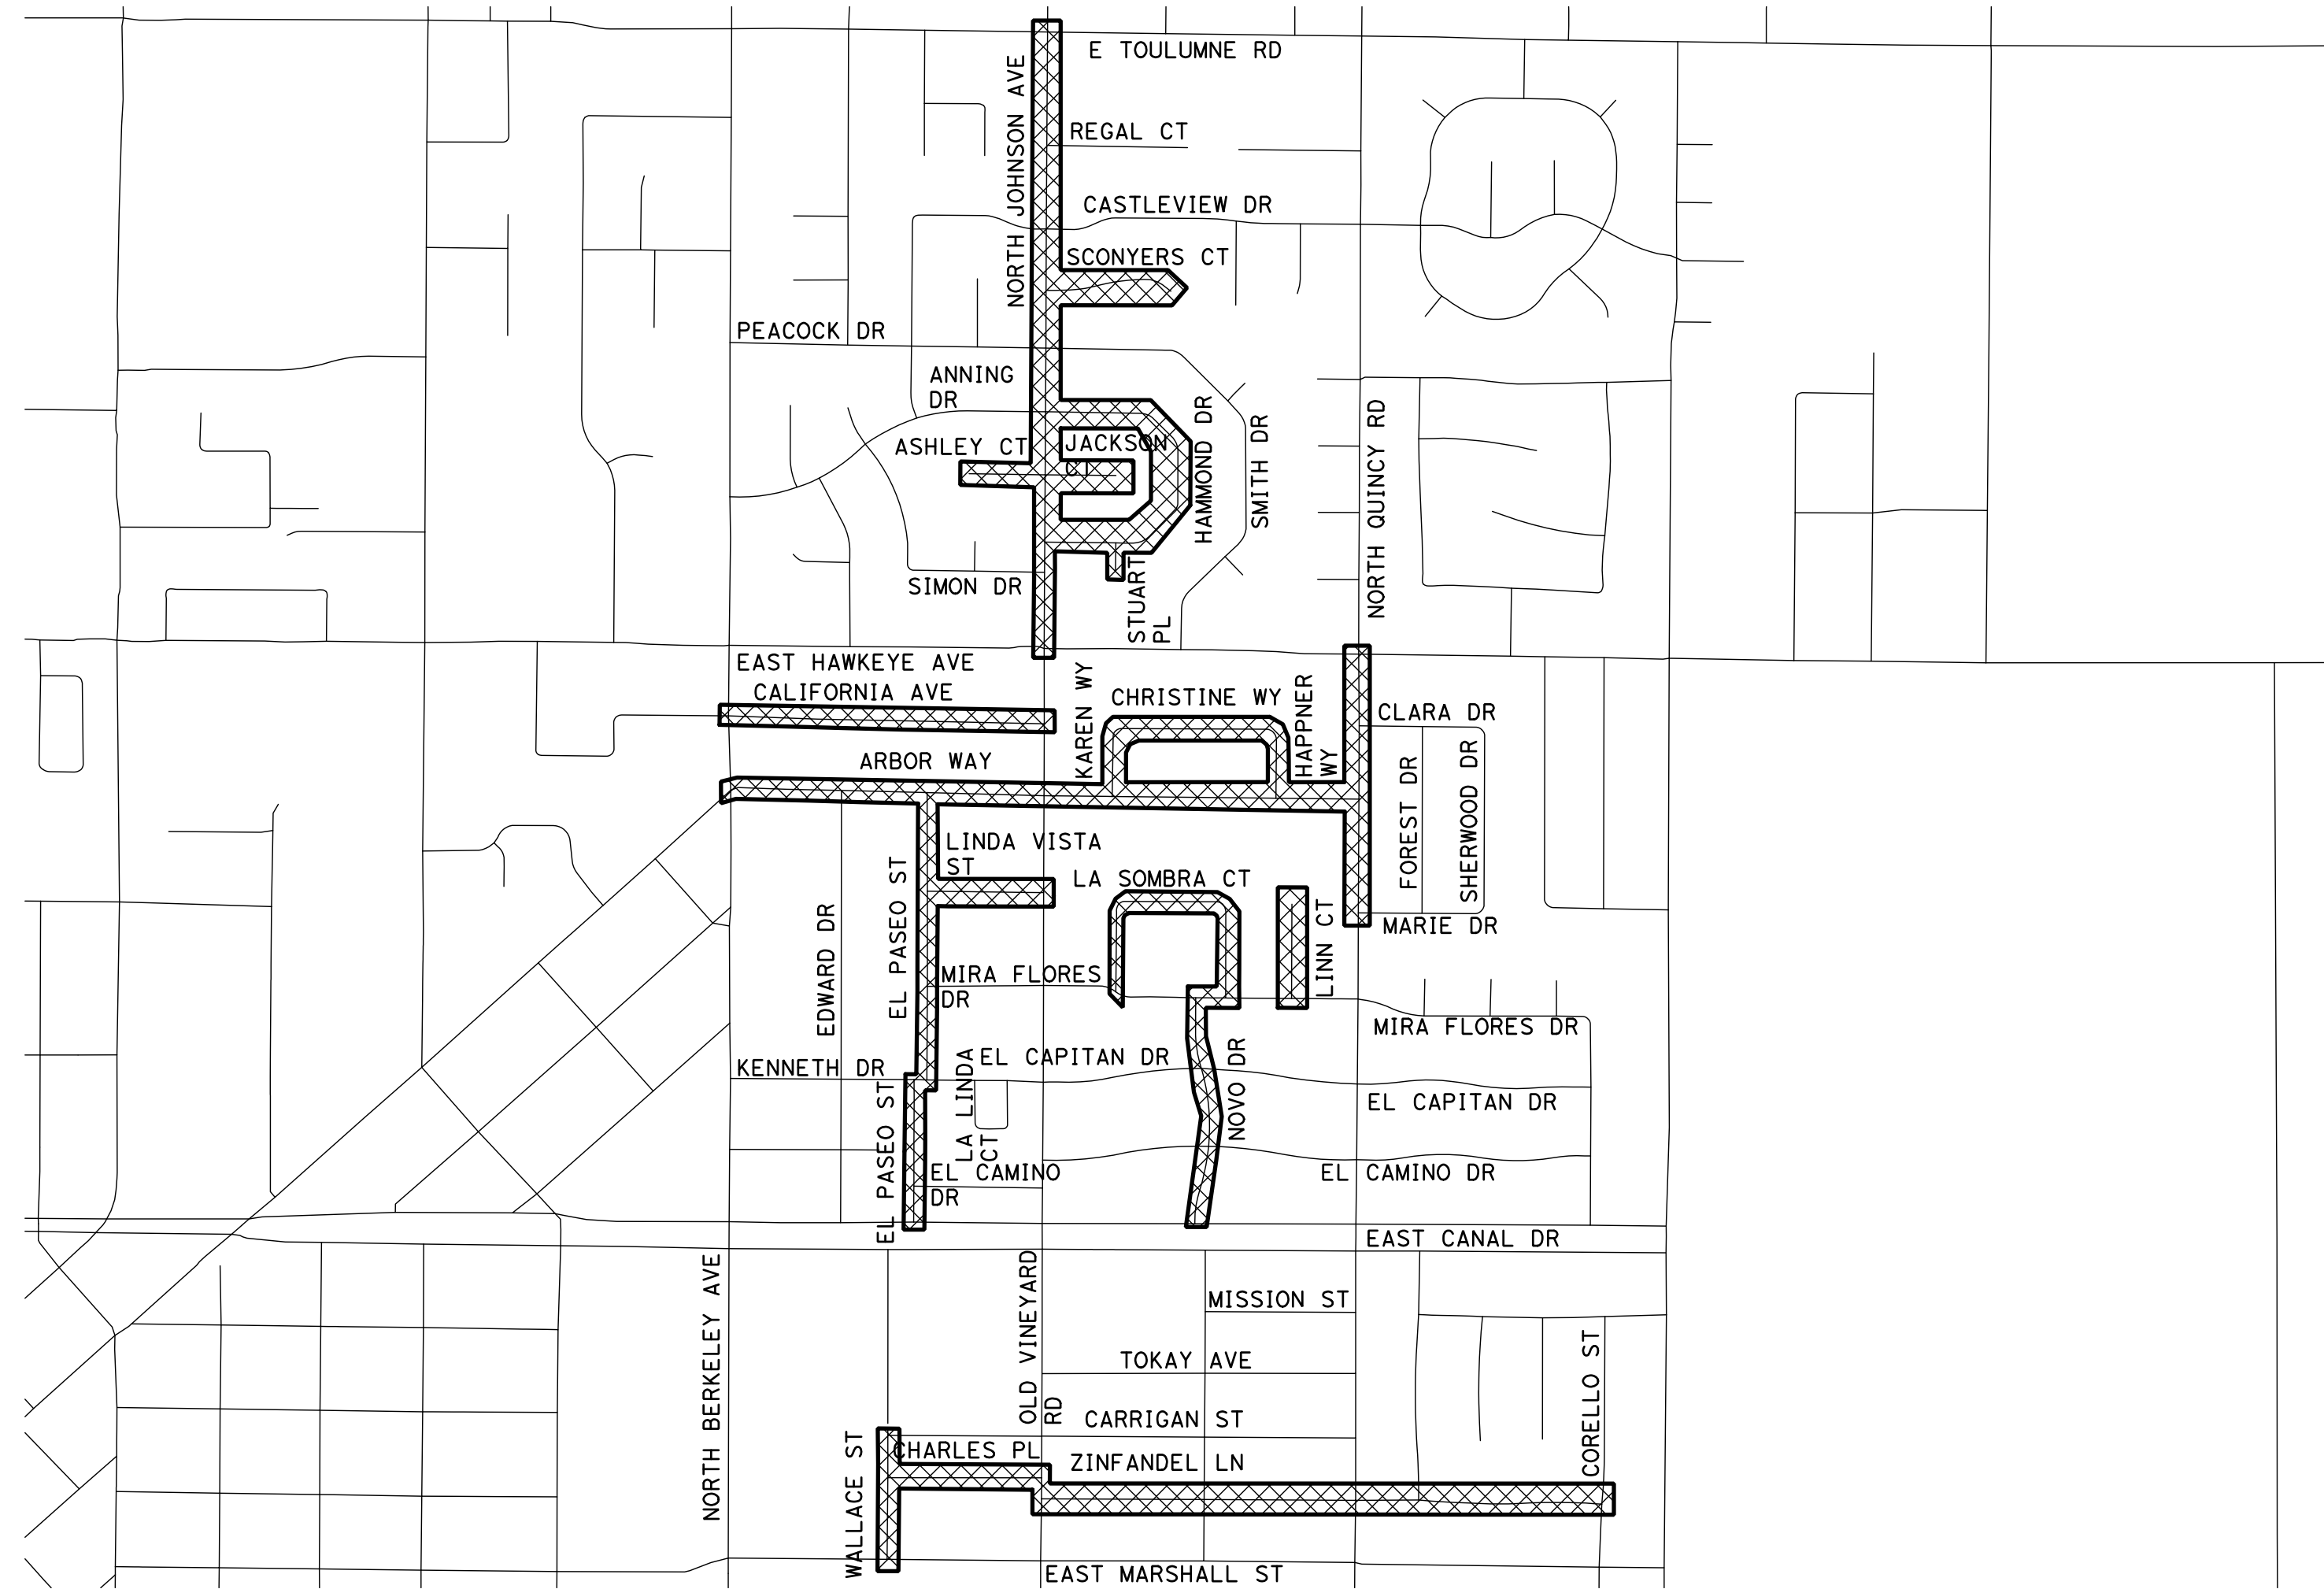 E TOULUMNE RD
NORTH JOHNSON AVE
REGAL CT
CASTLEVIEW DR
SCONYERS CT
PEACOCK DR
ANNING
DR
ASHLEY CT
JACKSON
CT
HAMMOND DR
SMITH DR
NORTH QUINCY RD
SIMON DR
STUART
PL
EAST HAWKEYE AVE
CALIFORNIA AVE
KAREN WY
CHRISTINE WY
HAPPNER
WY
CLARA DR
ARBOR WAY
FOREST DR
SHERWOOD DR
LINDA VISTA
ST
LA SOMBRA CT
EDWARD DR
EL PASEO ST
LINN CT
MARIE DR
MIRA FLORES
DR
MIRA FLORES DR
KENNETH DR
EL CAPITAN DR
NOVO DR
EL PASEO ST
LA LINDA
CT
EL CAPITAN DR
EL CAMINO
DR
EL CAMINO DR
EAST CANAL DR
NORTH BERKELEY AVE
OLD VINEYARD
RD
MISSION ST
TOKAY AVE
CORELLO ST
CARRIGAN ST
WALLACE ST
CHARLES PL
ZINFANDEL LN
EAST MARSHALL ST